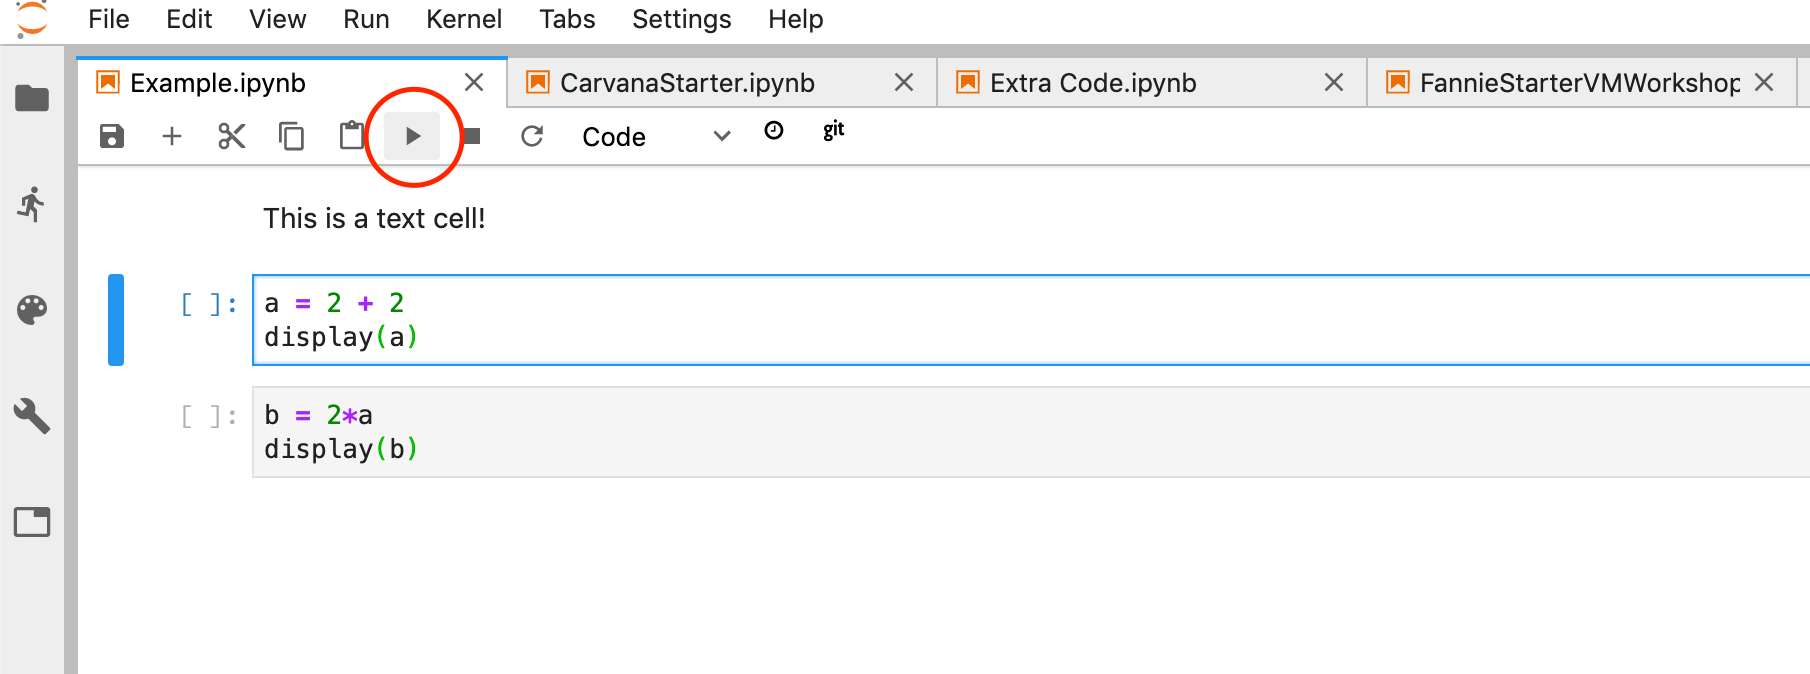 File Edit View Run Kernel Tabs Settings Help
Example.ipynb CarvanaStarter.ipynb Extra Code.ipynb FannieStarterVMWorkshop
Code git
This is a text cell!
[ ]: a = 2 + 2
display(a)
[ ]: b = 2*a
display(b)